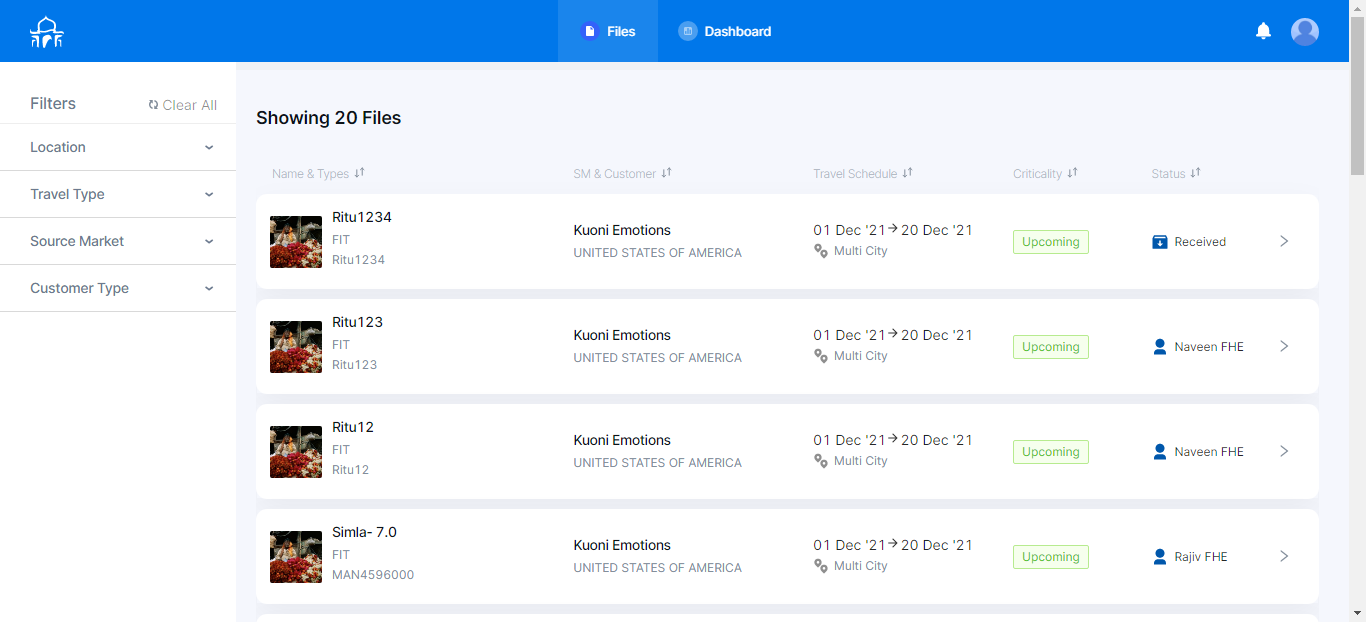 Files
Dashboard
Filters
Clear All
Location
Travel Type
Source Market
Customer Type
Showing 20 Files
Name & Types
SM & Customer
Travel Schedule
Criticality
Status
Ritu1234
FIT
Ritu1234
Kuoni Emotions
UNITED STATES OF AMERICA
01 Dec '21 → 20 Dec '21
Multi City
Upcoming
Received
Ritu123
FIT
Ritu123
Kuoni Emotions
UNITED STATES OF AMERICA
01 Dec '21 → 20 Dec '21
Multi City
Upcoming
Naveen FHE
Ritu12
FIT
Ritu12
Kuoni Emotions
UNITED STATES OF AMERICA
01 Dec '21 → 20 Dec '21
Multi City
Upcoming
Naveen FHE
Simla- 7.0
FIT
MAN4596000
Kuoni Emotions
UNITED STATES OF AMERICA
01 Dec '21 → 20 Dec '21
Multi City
Upcoming
Rajiv FHE